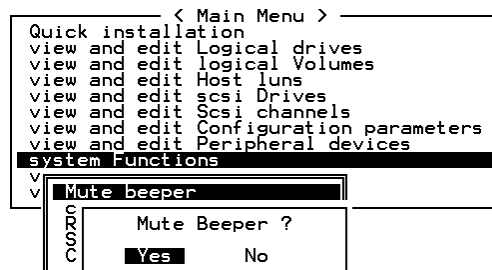 < Main Menu >
Quick installation
view and edit Logical drives
view and edit logical Volumes
view and edit Host luns
view and edit scsi Drives
view and edit Scsi channels
view and edit Configuration parameters
view and edit Peripheral devices
system Functions
v
v
Mute beeper
c
R
Mute Beeper ?
S
C
Yes No